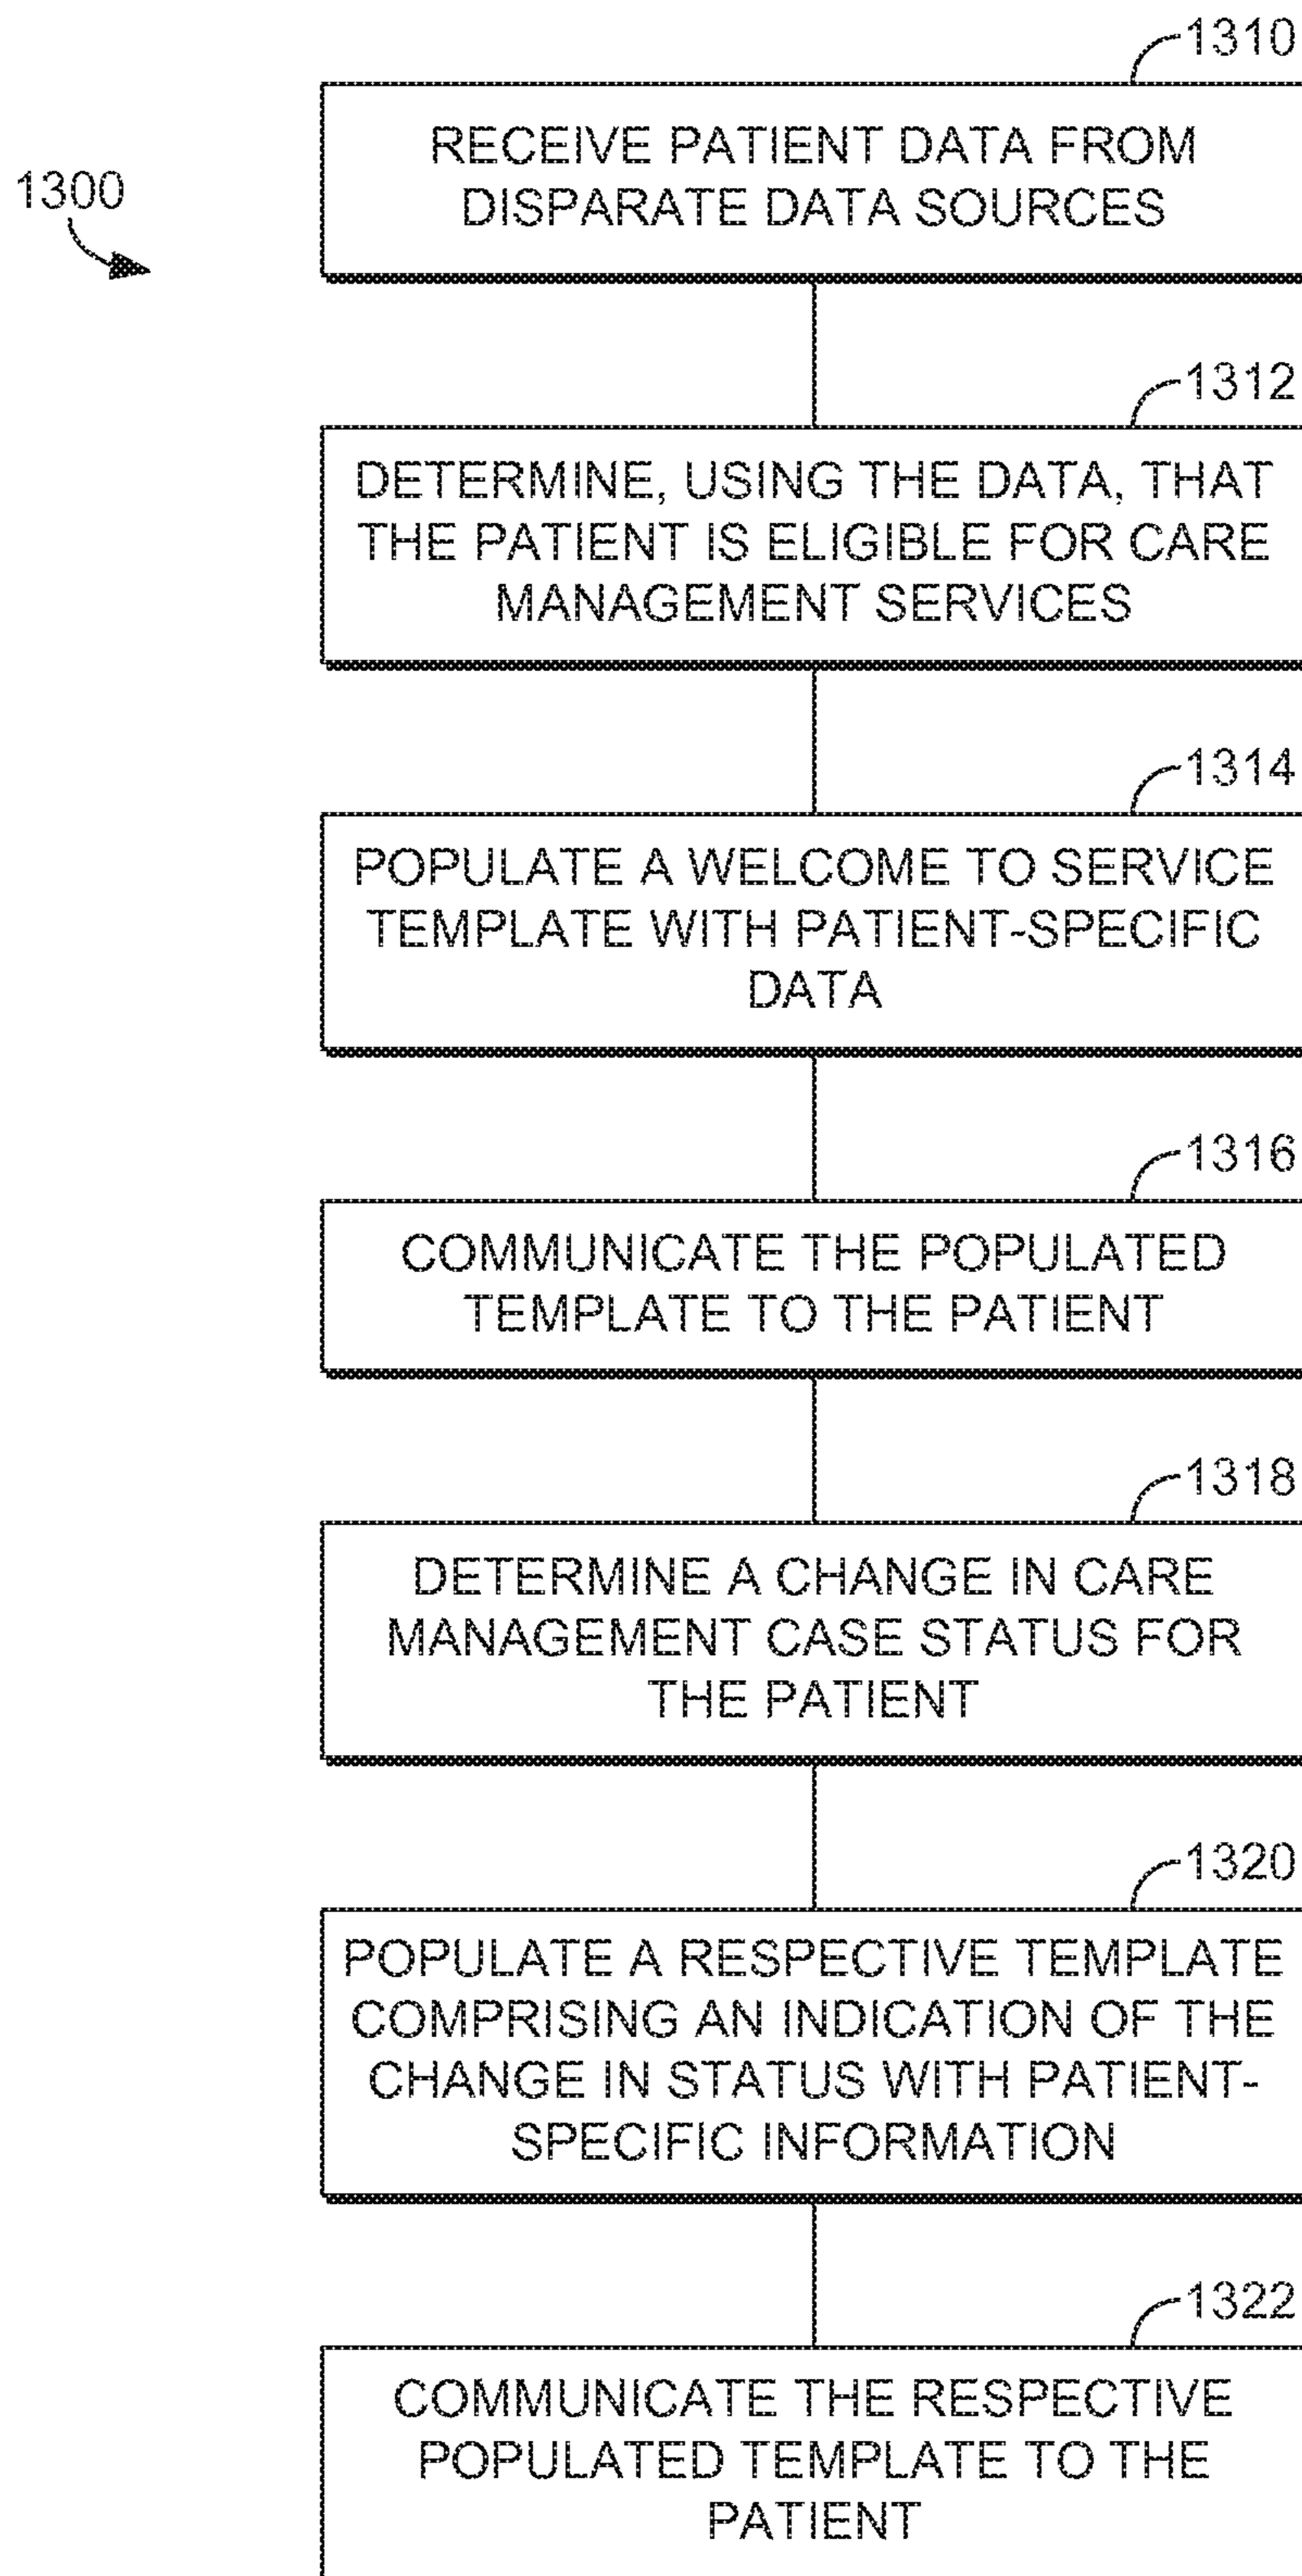 1300
1310
RECEIVE PATIENT DATA FROM
DISPARATE DATA SOURCES
1312
DETERMINE, USING THE DATA, THAT
THE PATIENT IS ELIGIBLE FOR CARE
MANAGEMENT SERVICES
1314
POPULATE A WELCOME TO SERVICE
TEMPLATE WITH PATIENT-SPECIFIC
DATA
1316
COMMUNICATE THE POPULATED
TEMPLATE TO THE PATIENT
1318
DETERMINE A CHANGE IN CARE
MANAGEMENT CASE STATUS FOR
THE PATIENT
1320
POPULATE A RESPECTIVE TEMPLATE
COMPRISING AN INDICATION OF THE
CHANGE IN STATUS WITH PATIENT-
SPECIFIC INFORMATION
1322
COMMUNICATE THE RESPECTIVE
POPULATED TEMPLATE TO THE
PATIENT